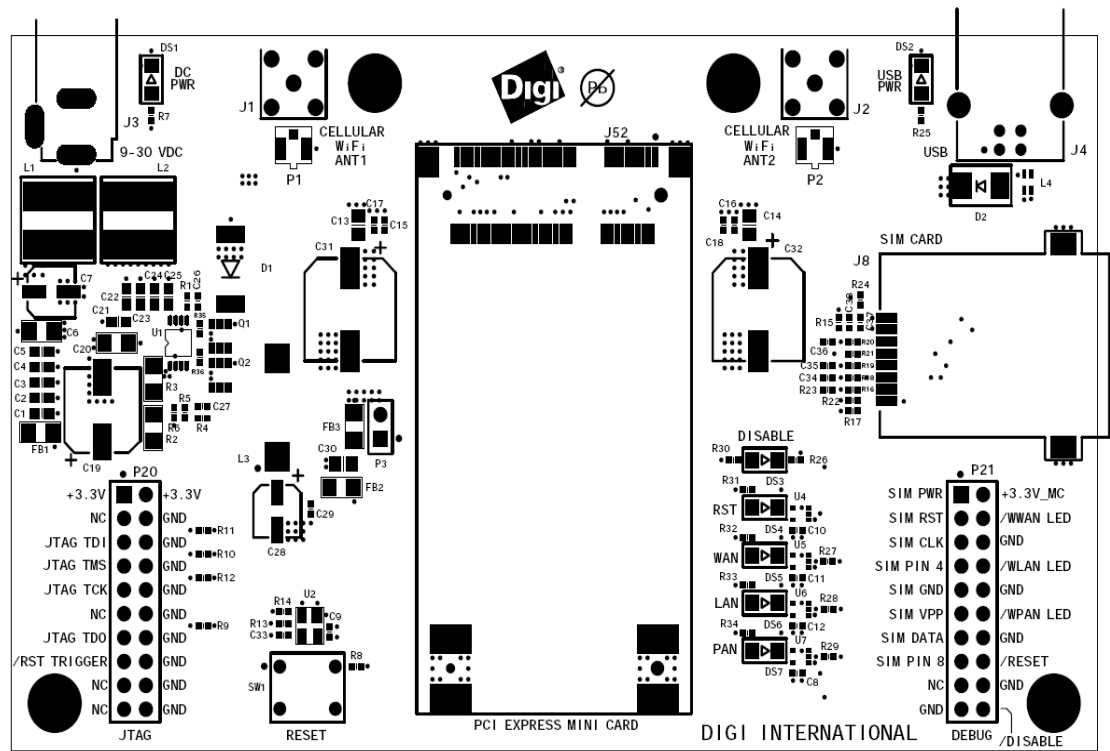 DS1
DC
PWR
R7
J3
9-30 VDC
L1
L2
J1
CELLULAR
WiFi
ANT1
P1
Digi®
Pb
J52
J2
CELLULAR
WiFi
ANT2
P2
DS2
USB
PWR
R25
USB
J4
L4
D2
C17
C13
C15
C31
C16
C14
C18
C32
SIM CARD
J8
C7
C24
C25
C26
R1
D1
C22
C21
C23
U1
R35
Q1
C6
C20
Q2
R36
C5
C4
C3
C2
C1
FB1
R3
R5
C27
R6
R4
R2
C19
FB3
P3
C30
L3
FB2
C29
C28
R24
C38
C37
R15
R20
C36
R21
C35
R19
C34
R18
R23
R16
R22
R17
P20
+3.3V +3.3V
NC GND
JTAG TDI GND
JTAG TMS GND
JTAG TCK GND
NC GND
JTAG TDO GND
/RST TRIGGER GND
NC GND
NC GND
JTAG
R11
R10
R12
R9
U2
R14
C9
R13
C33
R8
SW1
RESET
PCI EXPRESS MINI CARD
DISABLE
R30
R26
R31
DS3
U4
RST
R32
DS4
C10
U5
WAN
R27
R33
DS5
C11
U6
LAN
R28
R34
DS6
C12
U7
PAN
R29
DS7
C8
DIGI INTERNATIONAL
P21
SIM PWR +3.3V_MC
SIM RST /WWAN LED
SIM CLK GND
SIM PIN 4 /WLAN LED
SIM GND GND
SIM VPP /WPAN LED
SIM DATA GND
SIM PIN 8 /RESET
NC GND
GND /DISABLE
DEBUG